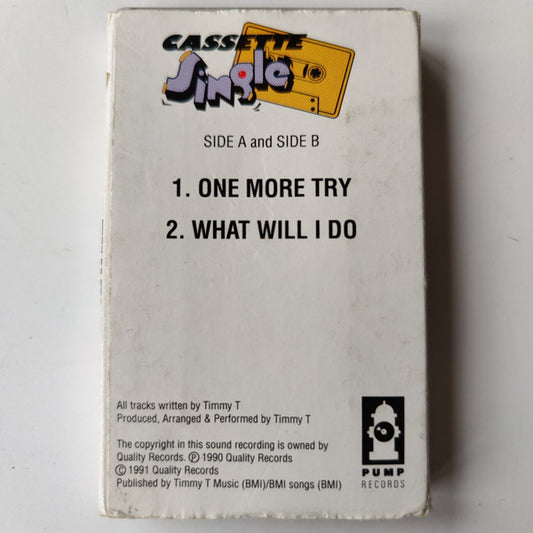 CASSETTE
Single
SIDE A and SIDE B
1. ONE MORE TRY
2. WHAT WILL I DO
All tracks written by Timmy T
Produced, Arranged & Performed by Timmy T
The copyright in this sound recording is owned by
Quality Records. ℗ 1990 Quality Records
© 1991 Quality Records
Published by Timmy T Music (BMI)/BMI songs (BMI)
PUMP
RECORDS